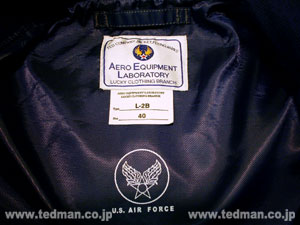 AERO EQUIPMENT
LABORATORY
LUCKY CLOTHING BRANCH
L-2B
40
U.S. AIR FORCE
www.tedman.co.jp www.tedman.co.jp